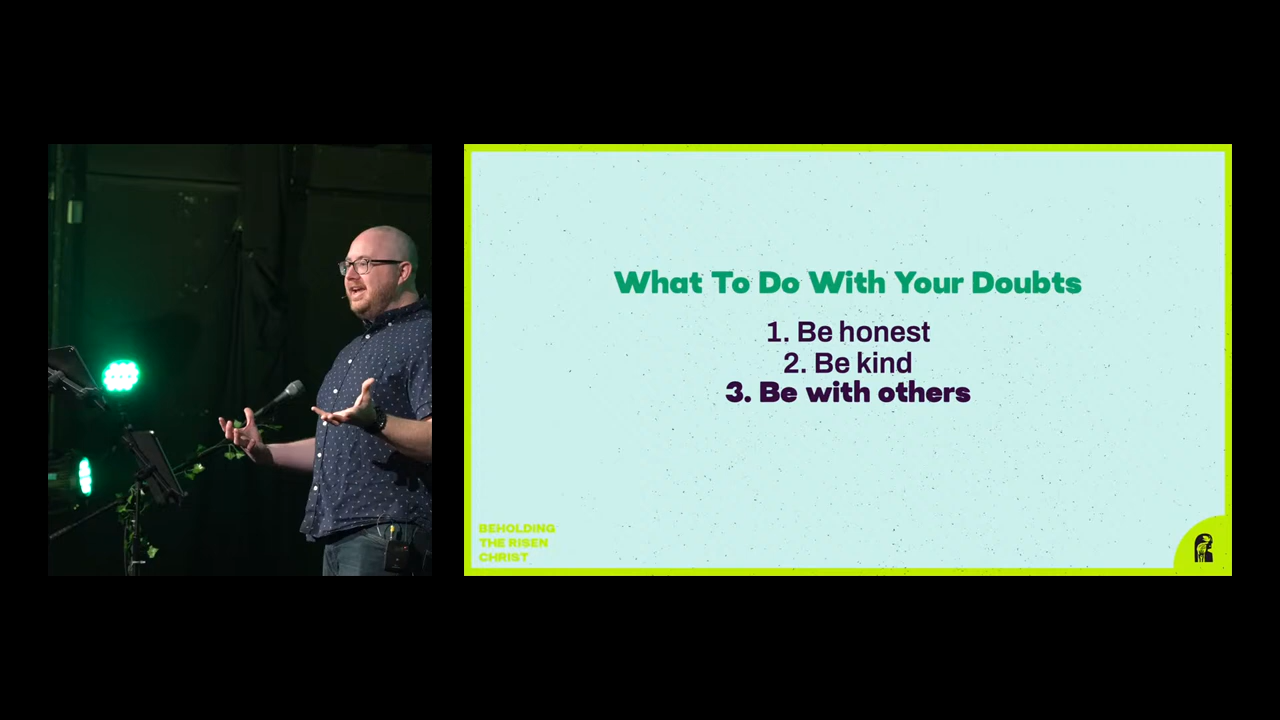 What To Do With Your Doubts
1. Be honest
2. Be kind
3. Be with others
BEHOLDING
THE RISEN
CHRIST